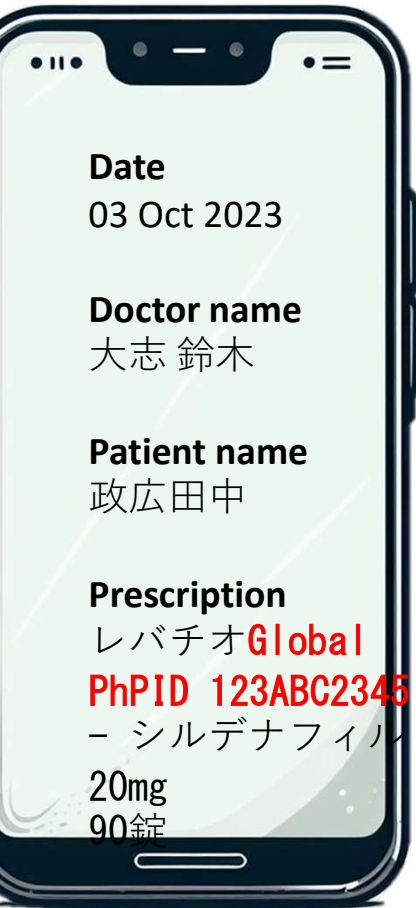 Date
03 Oct 2023
Doctor name
大志 鈴木
Patient name
政広田中
Prescription
レバチオGlobal
PhPID 123ABC2345
– シルデナフィル
20mg
90錠